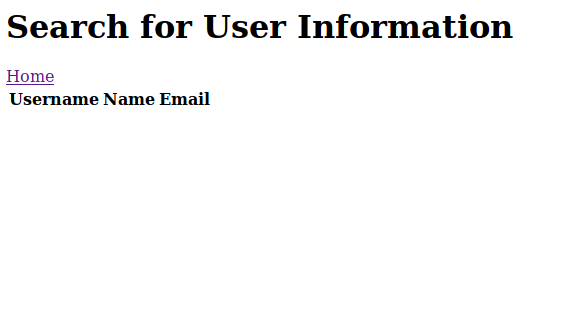 Search for User Information
Home
Username Name Email